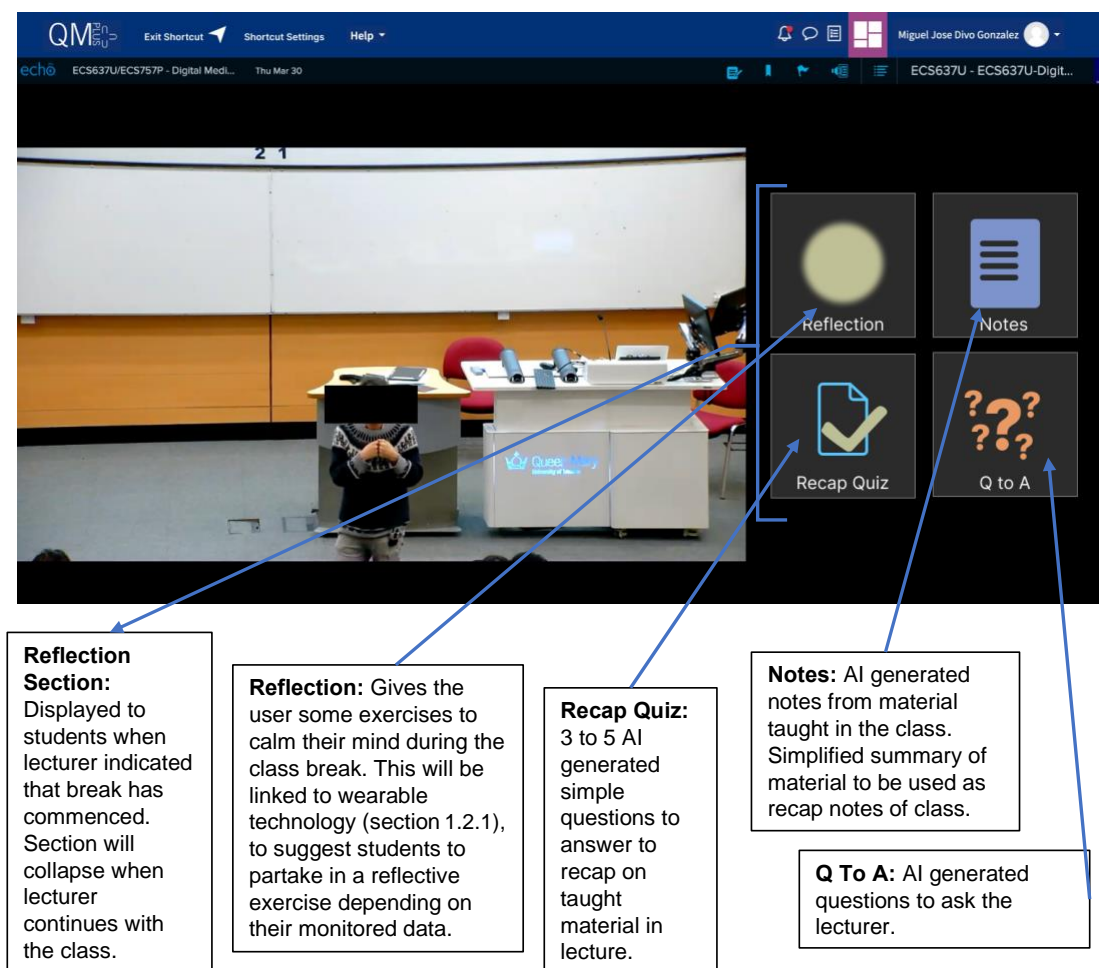 QM PLUS
Exit Shortcut
Shortcut Settings
Help
Miguel Jose Divo Gonzalez
echo
ECS637U/ECS757P - Digital Medi...
Thu Mar 30
ECS637U - ECS637U-Digit...
2 1
Queen Mary
University of London
Reflection
Notes
Recap Quiz
???
???
Q to A
Reflection
Section:
Displayed to
students when
lecturer indicated
that break has
commenced.
Section will
collapse when
lecturer
continues with
the class.
Reflection: Gives the
user some exercises to
calm their mind during the
class break. This will be
linked to wearable
technology (section 1.2.1),
to suggest students to
partake in a reflective
exercise depending on
their monitored data.
Recap Quiz:
3 to 5 AI
generated
simple
questions to
answer to
recap on
taught
material in
lecture.
Notes: AI generated
notes from material
taught in the class.
Simplified summary of
material to be used as
recap notes of class.
Q To A: AI generated
questions to ask the
lecturer.